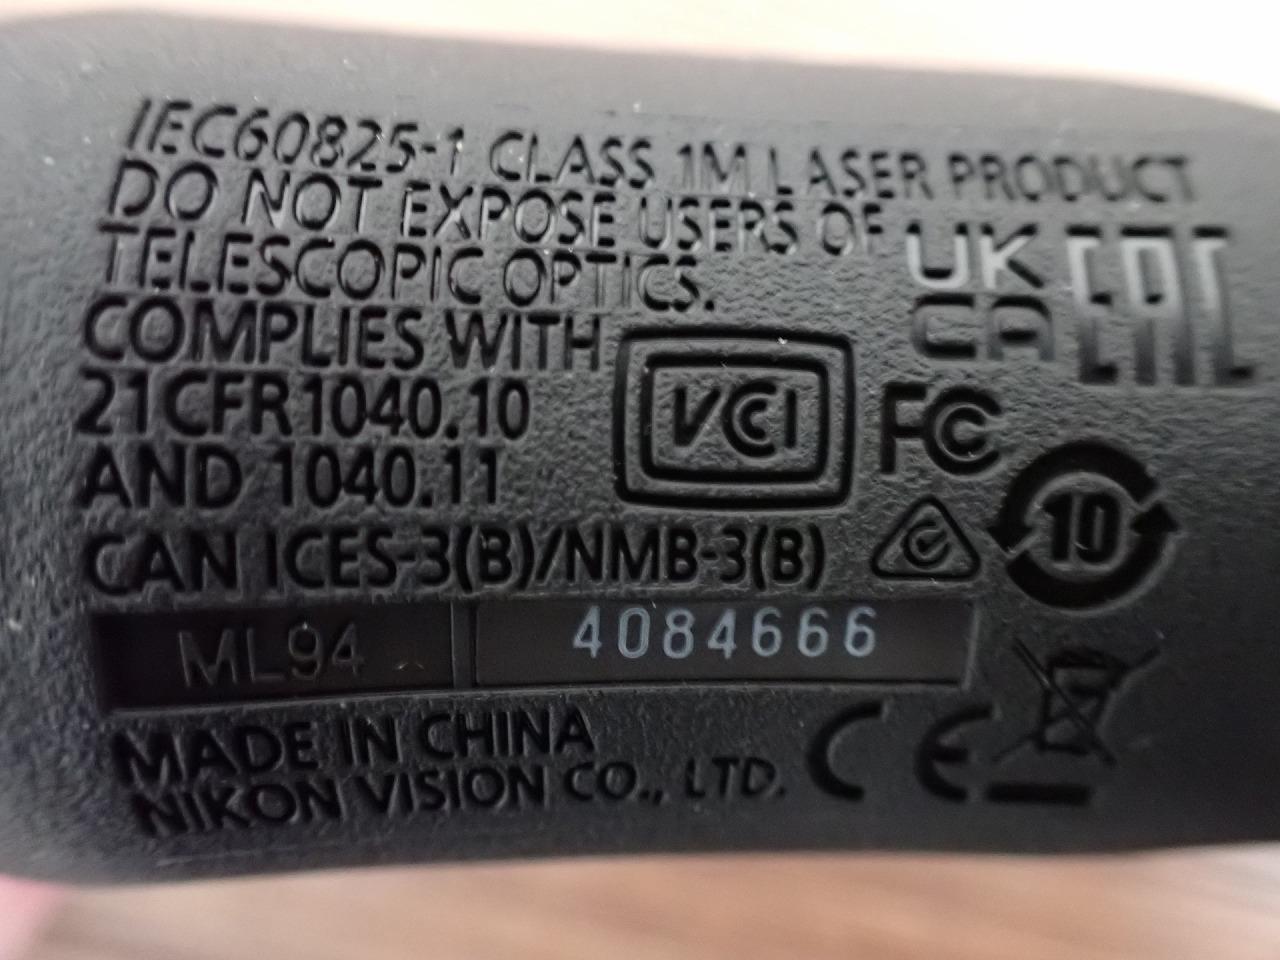 IEC60825-1 CLASS 1M LASER PRODUCT
DO NOT EXPOSE USERS OF
TELESCOPIC OPTICS.
UK
CA
EAC
COMPLIES WITH
21CFR1040.10
AND 1040.11
VCCI
FC
10
CAN ICES-3(B)/NMB-3(B)
ML94
4084666
MADE IN CHINA
NIKON VISION CO., LTD.
CE